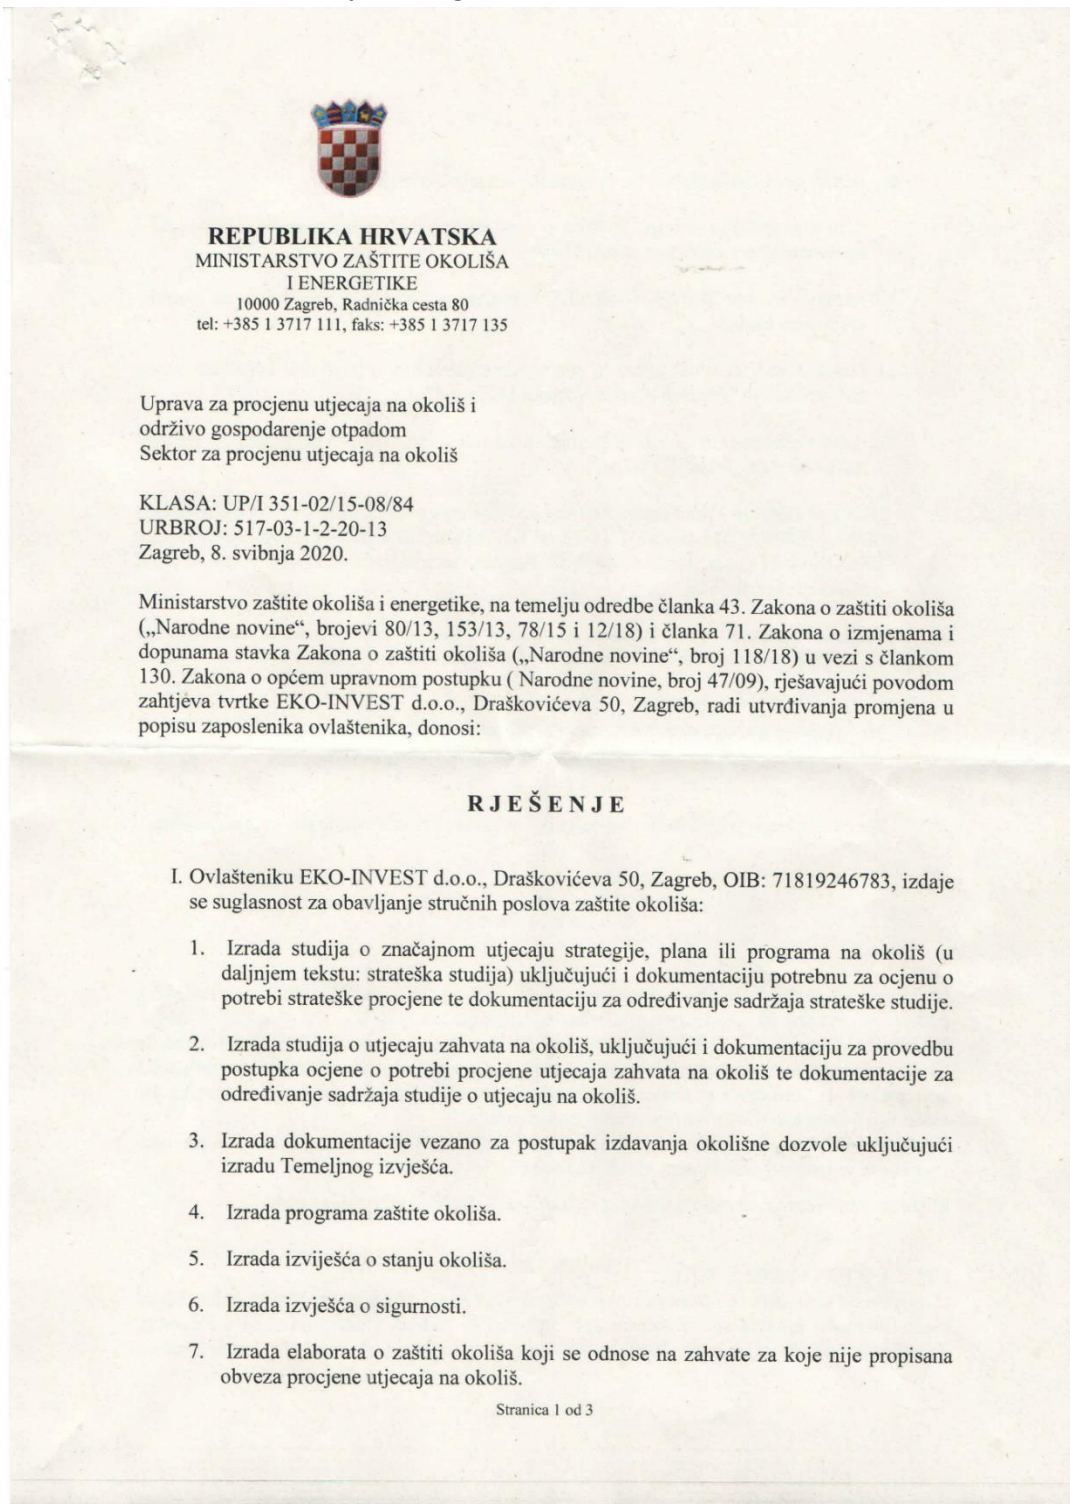 REPUBLIKA HRVATSKA
MINISTARSTVO ZAŠTITE OKOLIŠA
I ENERGETIKE
10000 Zagreb, Radnička cesta 80
tel: +385 1 3717 111, faks: +385 1 3717 135
Uprava za procjenu utjecaja na okoliš i
održivo gospodarenje otpadom
Sektor za procjenu utjecaja na okoliš
KLASA: UP/I 351-02/15-08/84
URBROJ: 517-03-1-2-20-13
Zagreb, 8. svibnja 2020.
Ministarstvo zaštite okoliša i energetike, na temelju odredbe članka 43. Zakona o zaštiti okoliša
(„Narodne novine“, brojevi 80/13, 153/13, 78/15 i 12/18) i članka 71. Zakona o izmjenama i
dopunama stavka Zakona o zaštiti okoliša („Narodne novine“, broj 118/18) u vezi s člankom
130. Zakona o općem upravnom postupku ( Narodne novine, broj 47/09), rješavajući povodom
zahtjeva tvrtke EKO-INVEST d.o.o., Draškovićeva 50, Zagreb, radi utvrđivanja promjena u
popisu zaposlenika ovlaštenika, donosi:
R J E Š E N J E
I. Ovlašteniku EKO-INVEST d.o.o., Draškovićeva 50, Zagreb, OIB: 71819246783, izdaje
se suglasnost za obavljanje stručnih poslova zaštite okoliša:
1. Izrada studija o značajnom utjecaju strategije, plana ili programa na okoliš (u
daljnjem tekstu: strateška studija) uključujući i dokumentaciju potrebnu za ocjenu o
potrebi strateške procjene te dokumentaciju za određivanje sadržaja strateške studije.
2. Izrada studija o utjecaju zahvata na okoliš, uključujući i dokumentaciju za provedbu
postupka ocjene o potrebi procjene utjecaja zahvata na okoliš te dokumentacije za
određivanje sadržaja studije o utjecaju na okoliš.
3. Izrada dokumentacije vezano za postupak izdavanja okolišne dozvole uključujući
izradu Temeljnog izvješća.
4. Izrada programa zaštite okoliša.
5. Izrada izviješća o stanju okoliša.
6. Izrada izvješća o sigurnosti.
7. Izrada elaborata o zaštiti okoliša koji se odnose na zahvate za koje nije propisana
obveza procjene utjecaja na okoliš.
Stranica 1 od 3